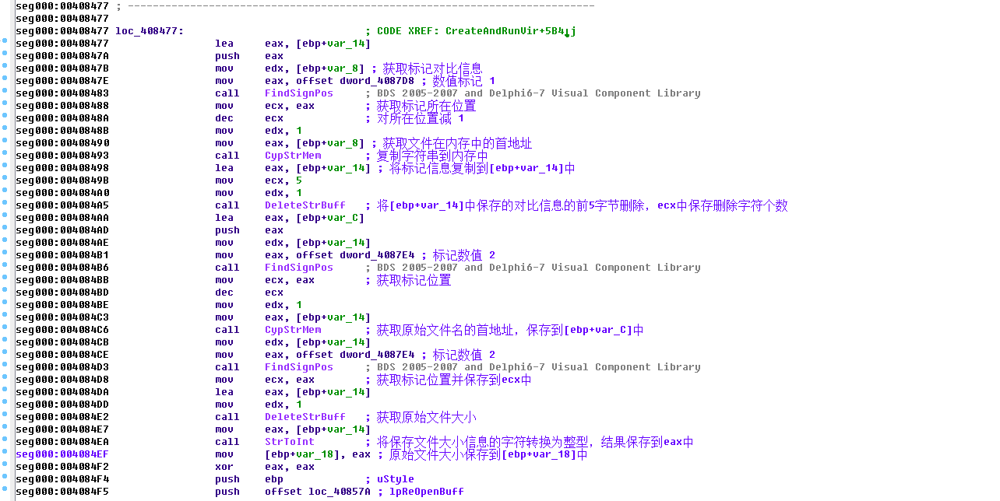 seg000:00408477 ; ---------------------------------------------------------------------------
seg000:00408477
seg000:00408477 loc_408477: ; CODE XREF: CreateAndRunVir+5B4↓j
seg000:00408477 lea eax, [ebp+var_14]
seg000:0040847A push eax
seg000:0040847B mov edx, [ebp+var_8] ; 获取标记对比信息
seg000:0040847E mov eax, offset dword_4087D8 ; 数值标记 1
seg000:00408483 call FindSignPos ; BDS 2005-2007 and Delphi6-7 Visual Component Library
seg000:00408488 mov ecx, eax ; 获取标记所在位置
seg000:0040848A dec ecx ; 对所在位置减 1
seg000:0040848B mov edx, 1
seg000:00408490 mov eax, [ebp+var_8] ; 获取文件在内存中的首地址
seg000:00408493 call CypStrMem ; 复制字符串到内存中
seg000:00408498 lea eax, [ebp+var_14] ; 将标记信息复制到[ebp+var_14]中
seg000:0040849B mov ecx, 5
seg000:004084A0 mov edx, 1
seg000:004084A5 call DeleteStrBuff ; 将[ebp+var_14]中保存的对比信息的前5字节删除，ecx中保存删除字符个数
seg000:004084AA lea eax, [ebp+var_C]
seg000:004084AD push eax
seg000:004084AE mov edx, [ebp+var_14]
seg000:004084B1 mov eax, offset dword_4087E4 ; 标记数值 2
seg000:004084B6 call FindSignPos ; BDS 2005-2007 and Delphi6-7 Visual Component Library
seg000:004084BB mov ecx, eax ; 获取标记位置
seg000:004084BD dec ecx
seg000:004084BE mov edx, 1
seg000:004084C3 mov eax, [ebp+var_14]
seg000:004084C6 call CypStrMem ; 获取原始文件名的首地址，保存到[ebp+var_C]中
seg000:004084CB mov edx, [ebp+var_14]
seg000:004084CE mov eax, offset dword_4087E4 ; 标记数值 2
seg000:004084D3 call FindSignPos ; BDS 2005-2007 and Delphi6-7 Visual Component Library
seg000:004084D8 mov ecx, eax ; 获取标记位置并保存到ecx中
seg000:004084DA lea eax, [ebp+var_14]
seg000:004084DD mov edx, 1
seg000:004084E2 call DeleteStrBuff ; 获取原始文件大小
seg000:004084E7 mov eax, [ebp+var_14]
seg000:004084EA call StrToInt ; 将保存文件大小信息的字符转换为整型，结果保存到eax中
seg000:004084EF mov [ebp+var_18], eax ; 原始文件大小保存到[ebp+var_18]中
seg000:004084F2 xor eax, eax
seg000:004084F4 push ebp ; uStyle
seg000:004084F5 push offset loc_40857A ; lpReOpenBuff